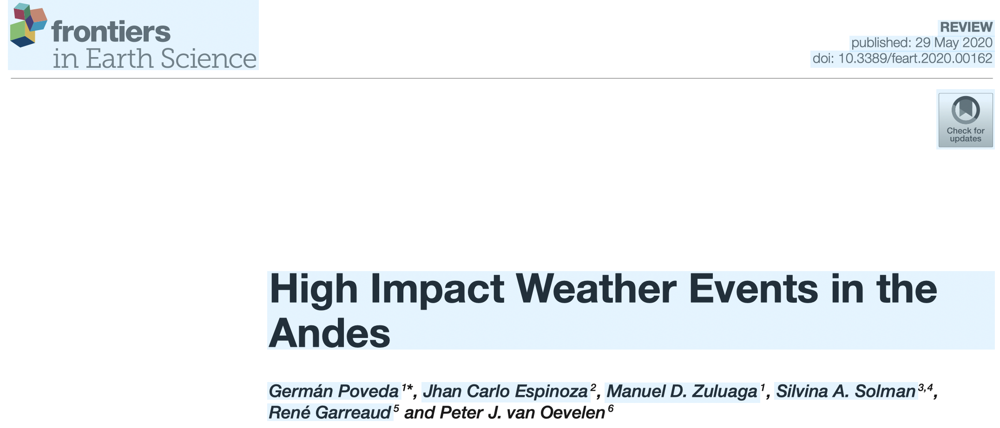 frontiers
in Earth Science
REVIEW
published: 29 May 2020
doi: 10.3389/feart.2020.00162
Check for
updates
High Impact Weather Events in the
Andes
Germán Poveda 1*, Jhan Carlo Espinoza 2, Manuel D. Zuluaga 1, Silvina A. Solman 3,4,
René Garreaud 5 and Peter J. van Oevelen 6